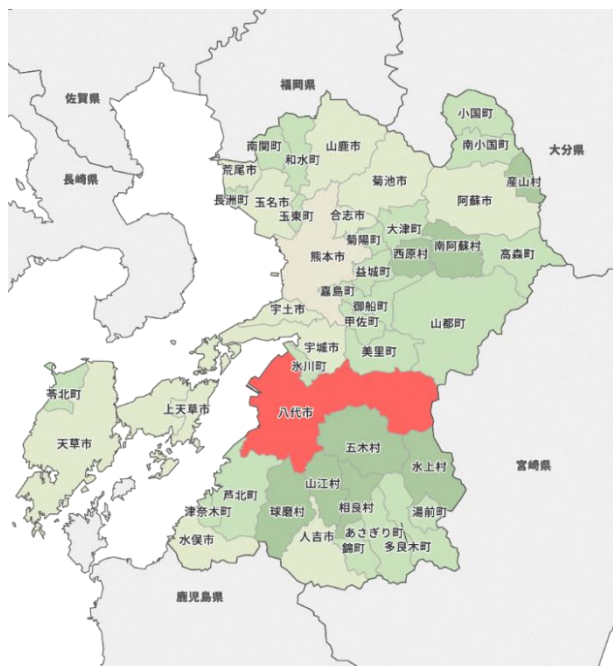 福岡県
佐賀県
小国町
南関町
山鹿市
南小国町
大分県
和水町
荒尾市
長崎県
菊池市
産山村
長洲町
玉名市
阿蘇市
玉東町
合志市
大津町
菊陽町
南阿蘇村
熊本市
西原村
高森町
益城町
嘉島町
御船町
宇土市
甲佐町
山都町
宇城市
美里町
氷川町
苓北町
上天草市
八代市
天草市
五木村
水上村
宮崎県
山江村
芦北町
津奈木町
球磨村
相良村
湯前町
水俣市
人吉市
あさぎり町
錦町
多良木町
鹿児島県